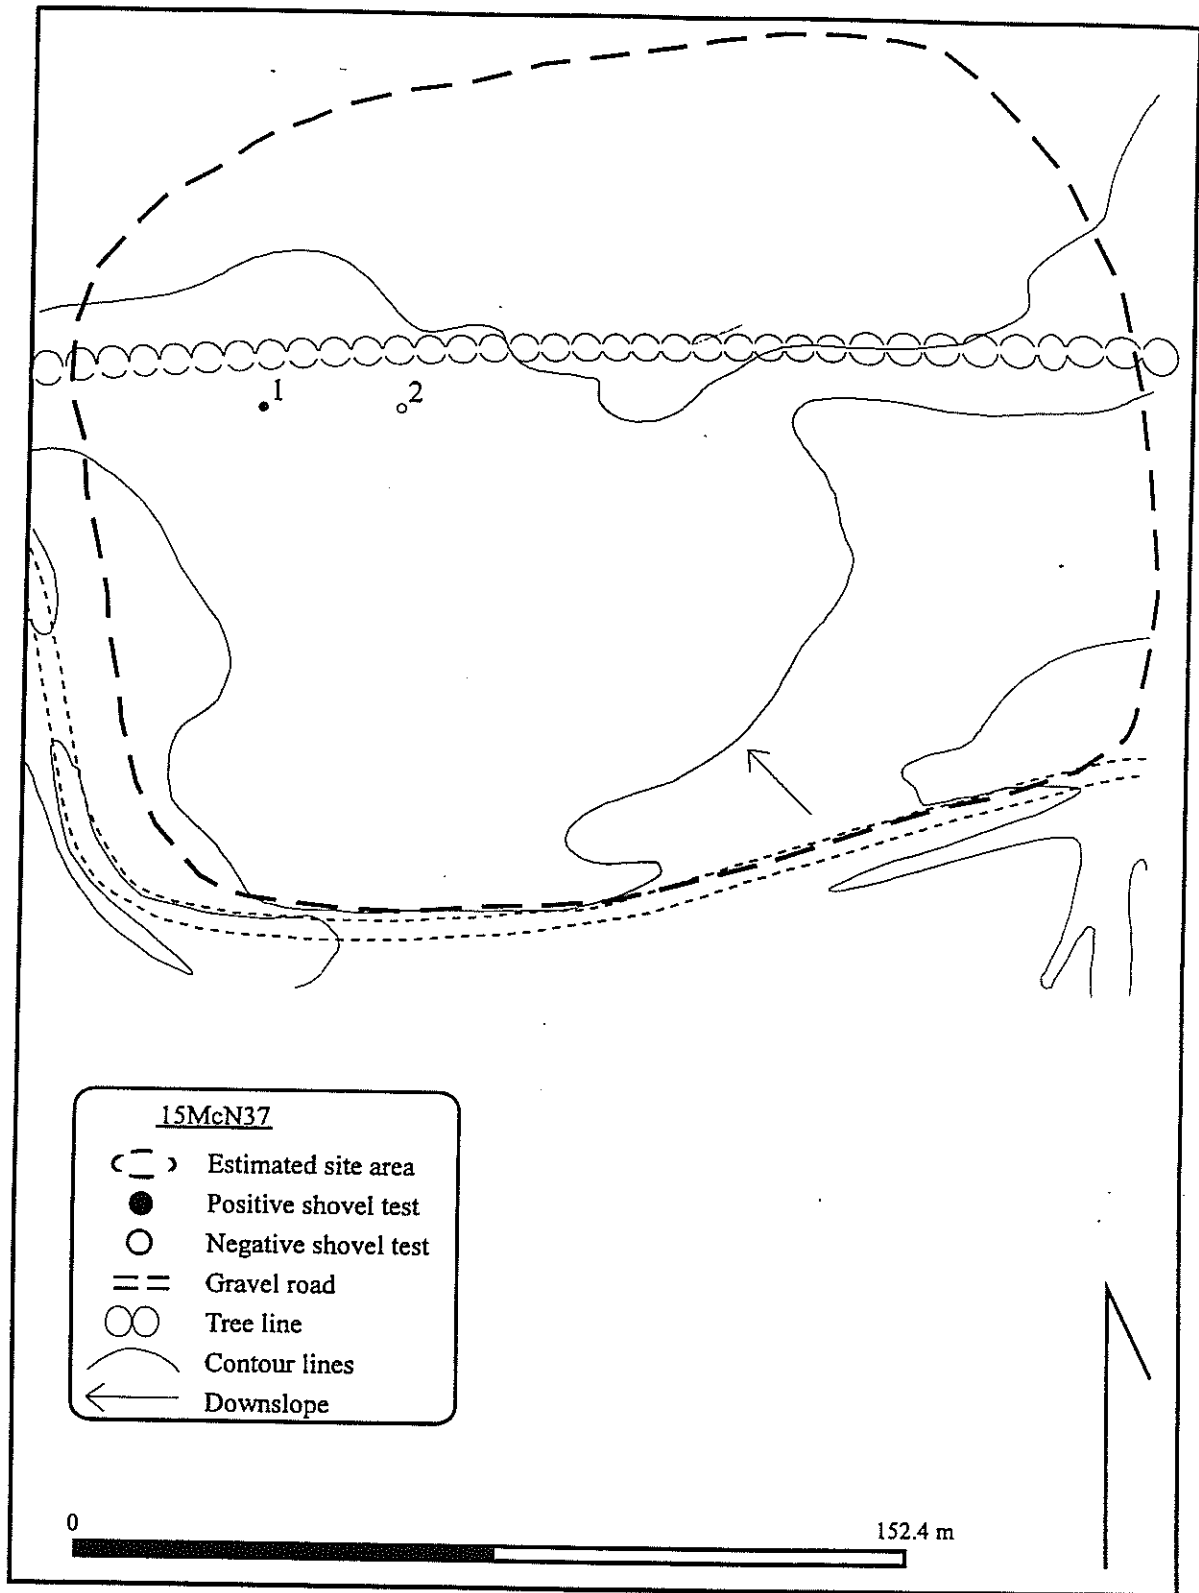 1
2
15McN37
Estimated site area
Positive shovel test
Negative shovel test
Gravel road
Tree line
Contour lines
Downslope
0
152.4 m